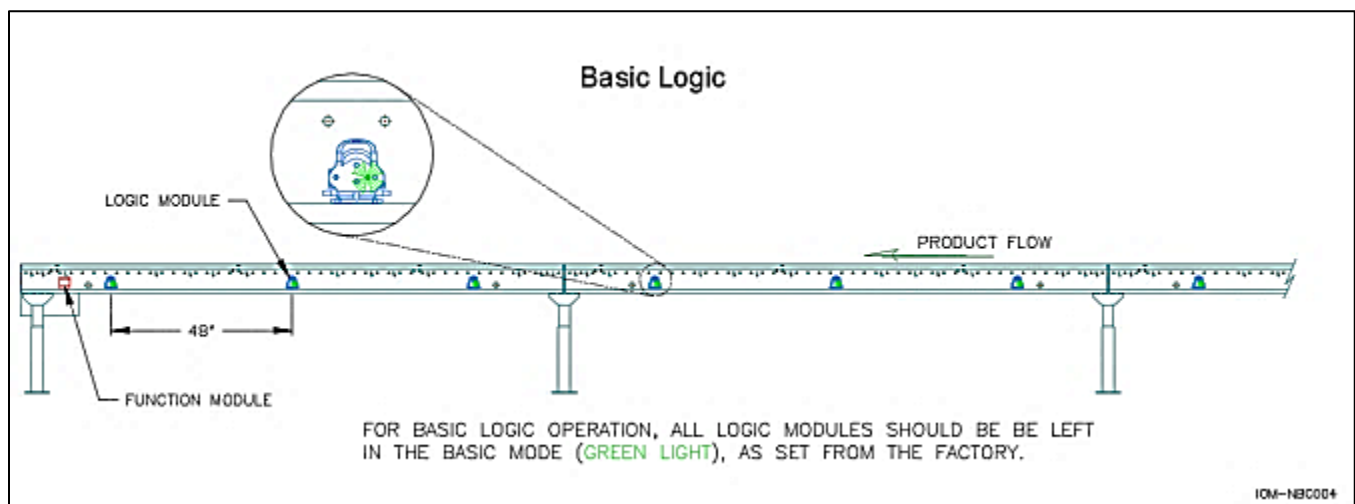 Basic Logic
LOGIC MODULE
PRODUCT FLOW
48"
FUNCTION MODULE
FOR BASIC LOGIC OPERATION, ALL LOGIC MODULES SHOULD BE BE LEFT
IN THE BASIC MODE (GREEN LIGHT), AS SET FROM THE FACTORY.
IOM-NBC004